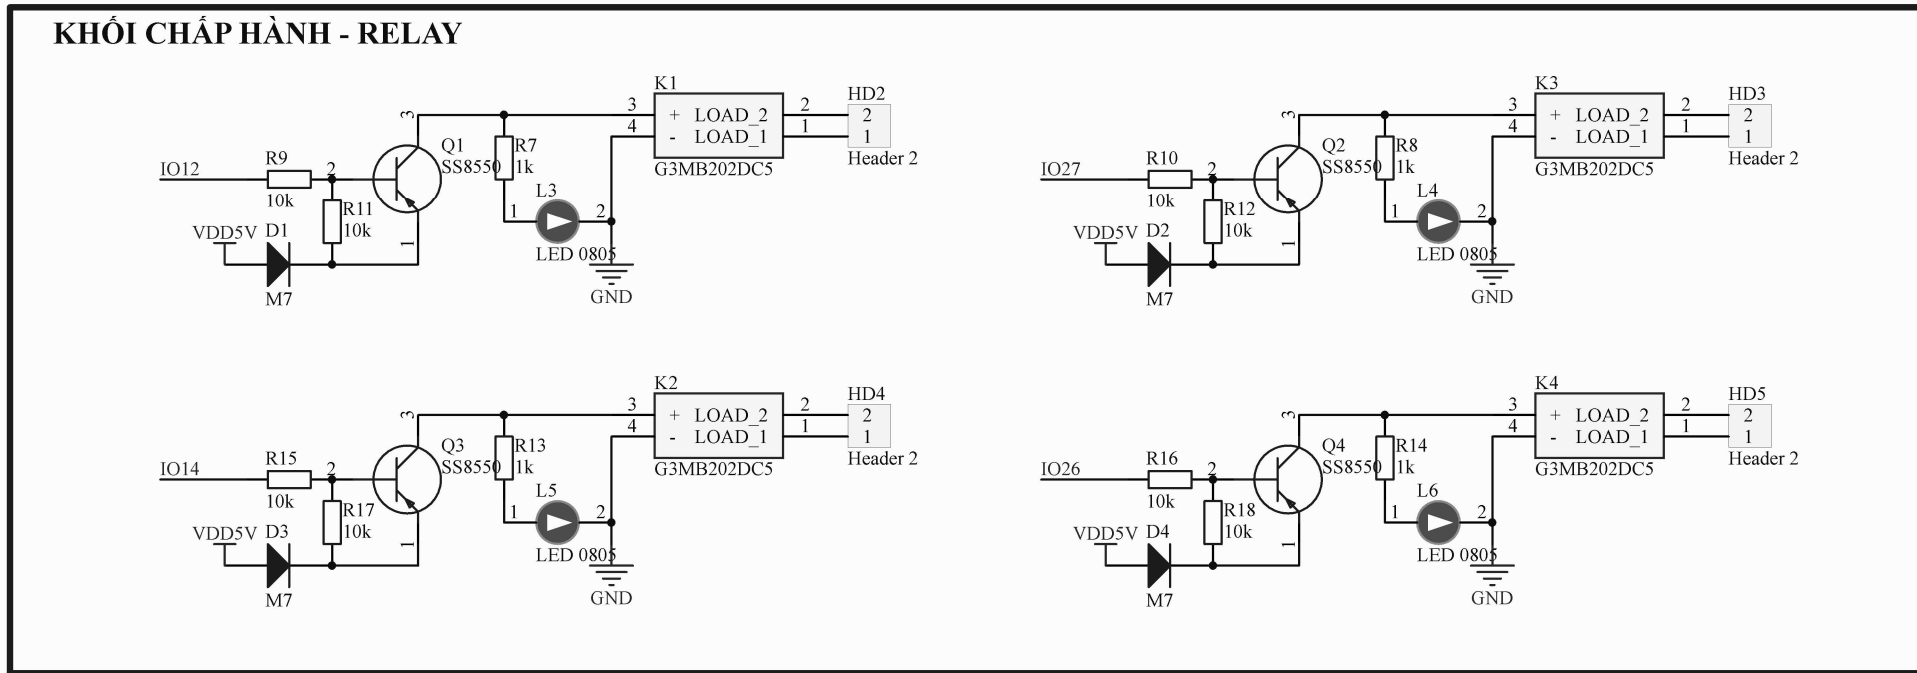 KHỐI CHẤP HÀNH - RELAY
K1
3 + LOAD_2 2
4 - LOAD_1 1
G3MB202DC5
HD2
2
1
Header 2
3
Q1
SS8550
R7
1k
IO12
R9
10k
2
R11
10k
L3
1
2
LED 0805
VDD5V
D1
M7
1
GND
K3
3 + LOAD_2 2
4 - LOAD_1 1
G3MB202DC5
HD3
2
1
Header 2
3
Q2
SS8550
R8
1k
IO27
R10
10k
2
R12
10k
L4
1
2
LED 0805
VDD5V
D2
M7
1
GND
K2
3 + LOAD_2 2
4 - LOAD_1 1
G3MB202DC5
HD4
2
1
Header 2
3
Q3
SS8550
R13
1k
IO14
R15
10k
2
R17
10k
L5
1
2
LED 0805
VDD5V
D3
M7
1
GND
K4
3 + LOAD_2 2
4 - LOAD_1 1
G3MB202DC5
HD5
2
1
Header 2
3
Q4
SS8550
R14
1k
IO26
R16
10k
2
R18
10k
L6
1
2
LED 0805
VDD5V
D4
M7
1
GND